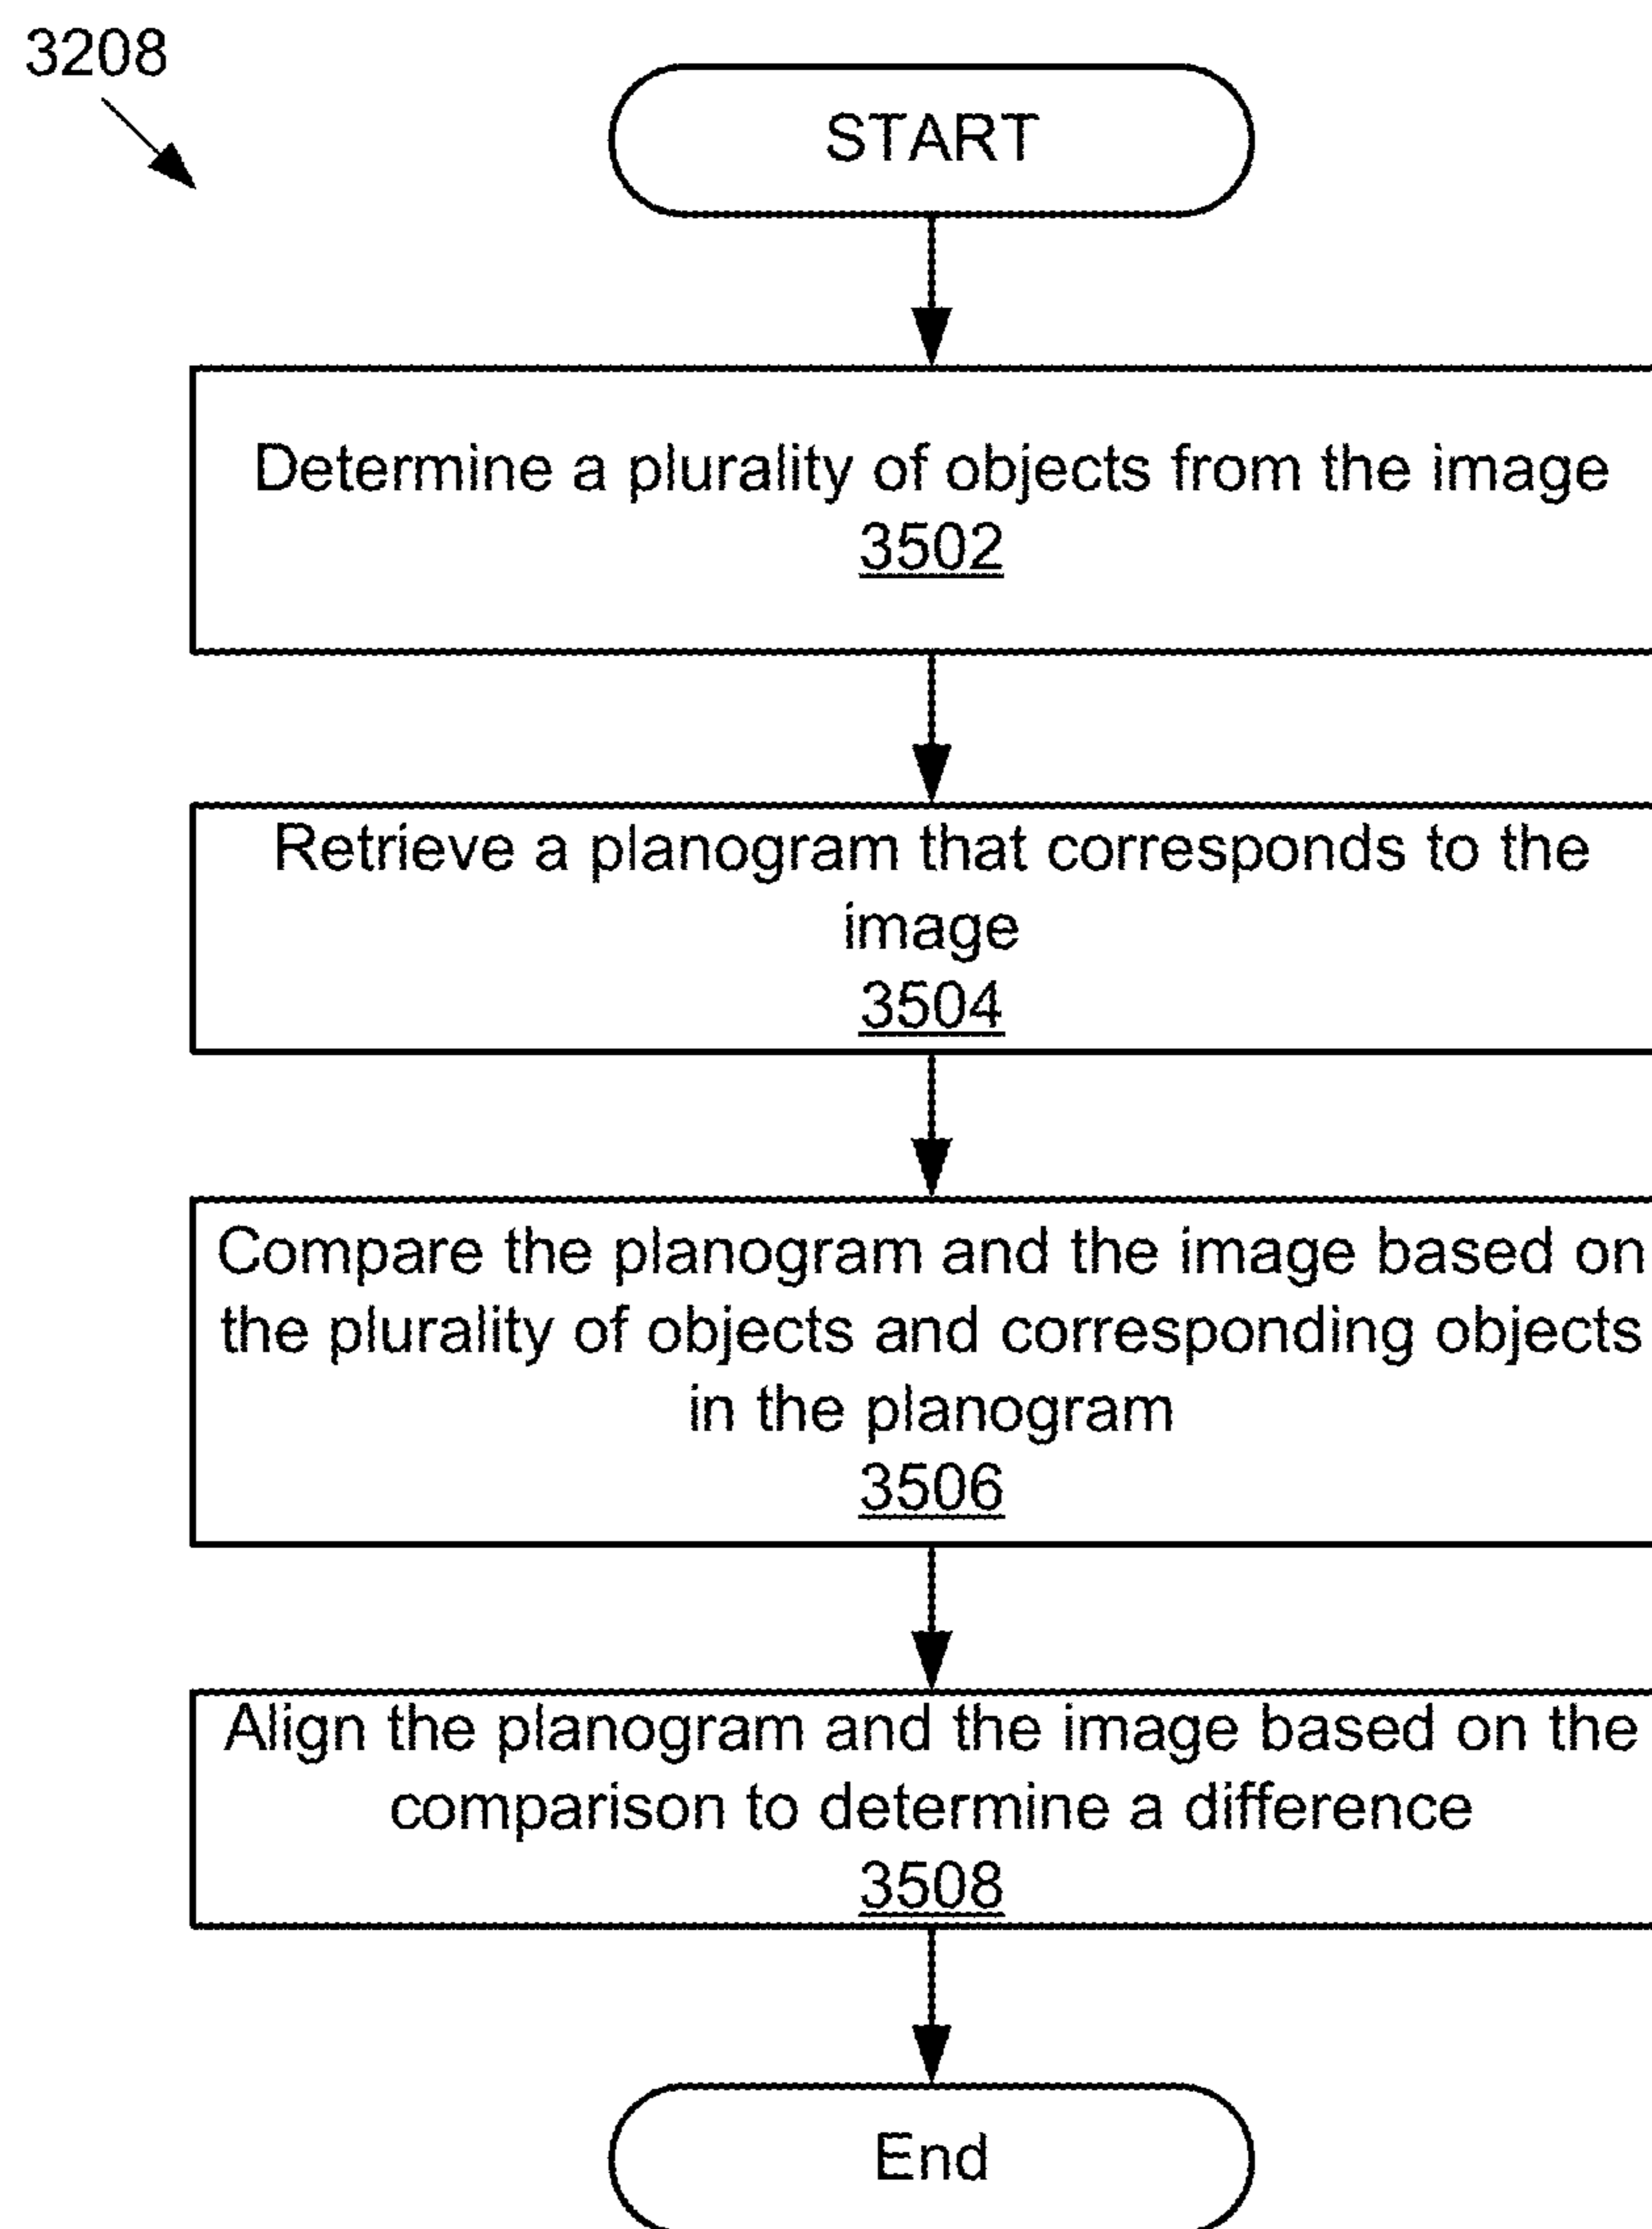 3208
START
Determine a plurality of objects from the image
3502
Retrieve a planogram that corresponds to the
image
3504
Compare the planogram and the image based on
the plurality of objects and corresponding objects
in the planogram
3506
Align the planogram and the image based on the
comparison to determine a difference
3508
End